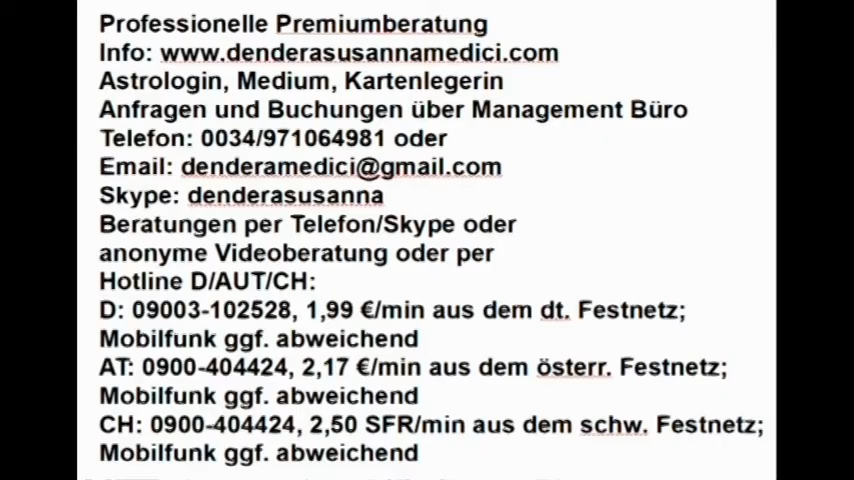 Professionelle Premiumberatung
Info: www.denderasusannamedici.com
Astrologin, Medium, Kartenlegerin
Anfragen und Buchungen über Management Büro
Telefon: 0034/971064981 oder
Email: denderamedici@gmail.com
Skype: denderasusanna
Beratungen per Telefon/Skype oder
anonyme Videoberatung oder per
Hotline D/AUT/CH:
D: 09003-102528, 1,99 €/min aus dem dt. Festnetz;
Mobilfunk ggf. abweichend
AT: 0900-404424, 2,17 €/min aus dem österr. Festnetz;
Mobilfunk ggf. abweichend
CH: 0900-404424, 2,50 SFR/min aus dem schw. Festnetz;
Mobilfunk ggf. abweichend